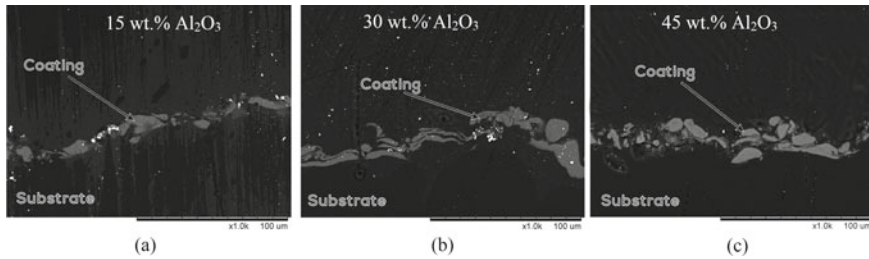 15 wt.% Al₂O₃
Coating
Substrate
x1.0k 100 um
(a)
30 wt.% Al₂O₃
Coating
Substrate
x1.0k 100 um
(b)
45 wt.% Al₂O₃
Coating
Substrate
x1.0k 100 um
(c)